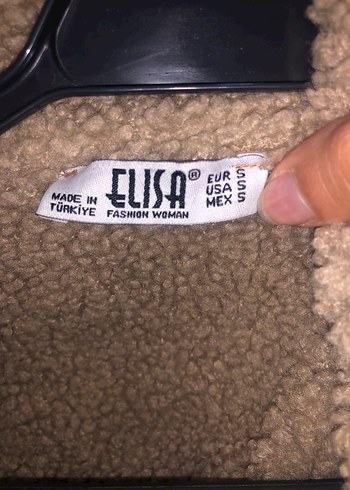 MADE IN
TÜRKİYE
ELISA®
FASHION WOMAN
EUR S
USA S
MEX S